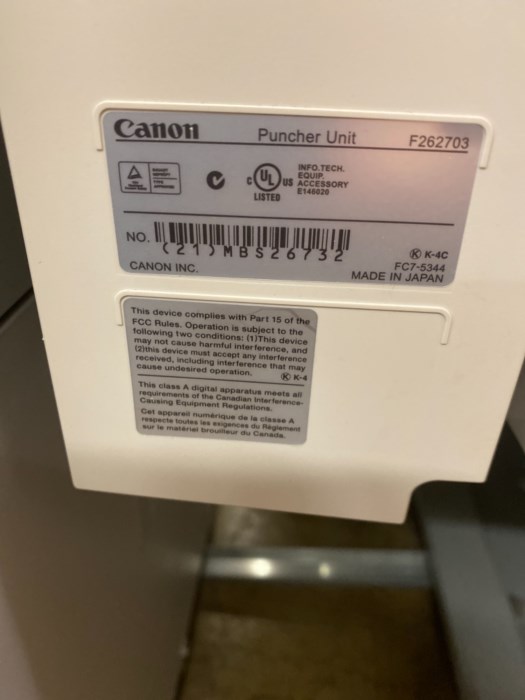 Canon Puncher Unit F262703
C UL US
LISTED
INFO.TECH.
EQUIP.
ACCESSORY
E146020
NO. (21)MBS26732
K K-4C
FC7-5344
CANON INC. MADE IN JAPAN
This device complies with Part 15 of the
FCC Rules. Operation is subject to the
following two conditions: (1)This device
may not cause harmful interference, and
(2)this device must accept any interference
received, including interference that may
cause undesired operation.
K K-4
This class A digital apparatus meets all
requirements of the Canadian Interference-
Causing Equipment Regulations.
Cet appareil numérique de la classe A
respecte toutes les exigences du Règlement
sur le matériel brouilleur du Canada.